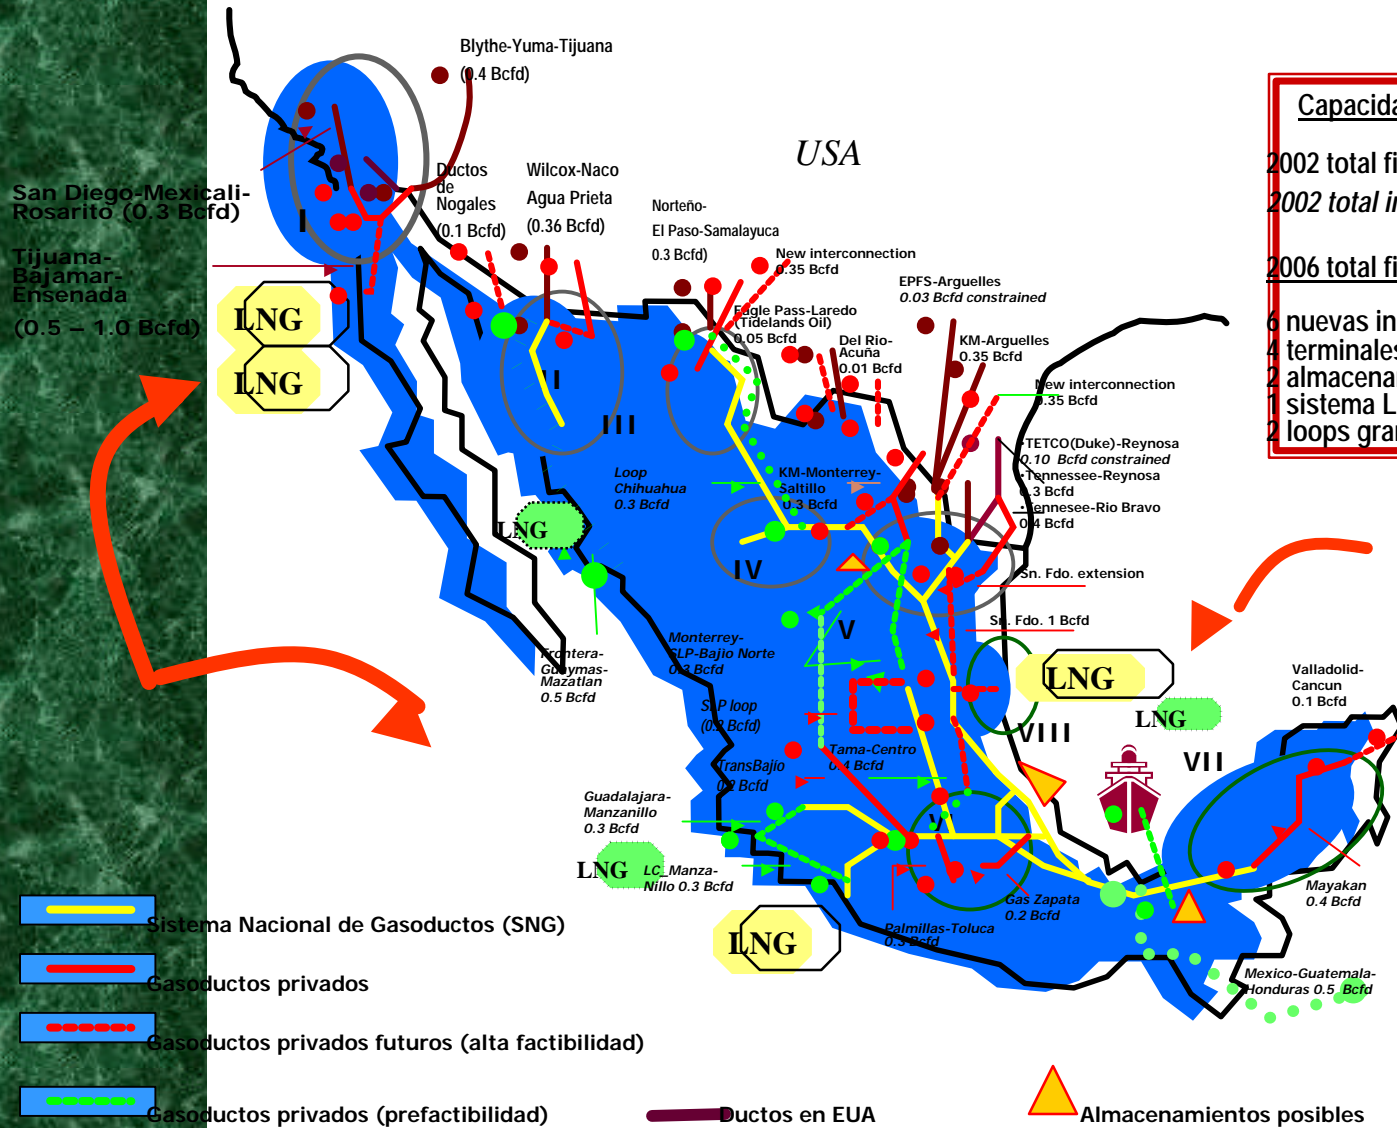 Blythe-Yuma-Tijuana
(0.4 Bcfd)
USA
San Diego-Mexicali-
Rosarito (0.3 Bcfd)
Tijuana-
Bajamar-
Ensenada
(0.5 – 1.0 Bcfd)
LNG
LNG
Ductos
de
Nogales
(0.1 Bcfd)
Wilcox-Naco
Agua Prieta
(0.36 Bcfd)
Norteño-
El Paso-Samalayuca
0.3 Bcfd)
New interconnection
0.35 Bcfd
Eagle Pass-Laredo
(Tidelands Oil)
0.05 Bcfd
Del Rio-
Acuña
0.01 Bcfd
EPFS-Arguelles
0.03 Bcfd constrained
KM-Arguelles
0.35 Bcfd
New interconnection
0.35 Bcfd
•TETCO(Duke)-Reynosa
0.10 Bcfd constrained
•Tennessee-Reynosa
0.3 Bcfd
•Tennesee-Rio Bravo
0.4 Bcfd
Sn. Fdo. extension
Sn. Fdo. 1 Bcfd
2002 total fi
2002 total i
2006 total fi
6 nuevas in
4 terminales
2 almacena
1 sistema L
2 loops gra
I
II
III
IV
V
VIII
VII
Loop
Chihuahua
0.3 Bcfd
KM-Monterrey-
Saltillo
0.3 Bcfd
LNG
Frontera-
Guaymas-
Mazatlan
0.5 Bcfd
Monterrey-
SLP-Bajio Norte
0.3 Bcfd
SLP loop
(0.2 Bcfd)
TransBajío
0.2 Bcfd
Tama-Centro
0.4 Bcfd
Guadalajara-
Manzanillo
0.3 Bcfd
LNG
LC_Manza-
Nillo 0.3 Bcfd
LNG
Palmillas-Toluca
0.3 Bcfd
Gas Zapata
0.2 Bcfd
LNG
LNG
Valladolid-
Cancun
0.1 Bcfd
Mayakan
0.4 Bcfd
Mexico-Guatemala-
Honduras 0.5 Bcfd
Sistema Nacional de Gasoductos (SNG)
Gasoductos privados
Gasoductos privados futuros (alta factibilidad)
Gasoductos privados (prefactibilidad)
Ductos en EUA
Almacenamientos posibles